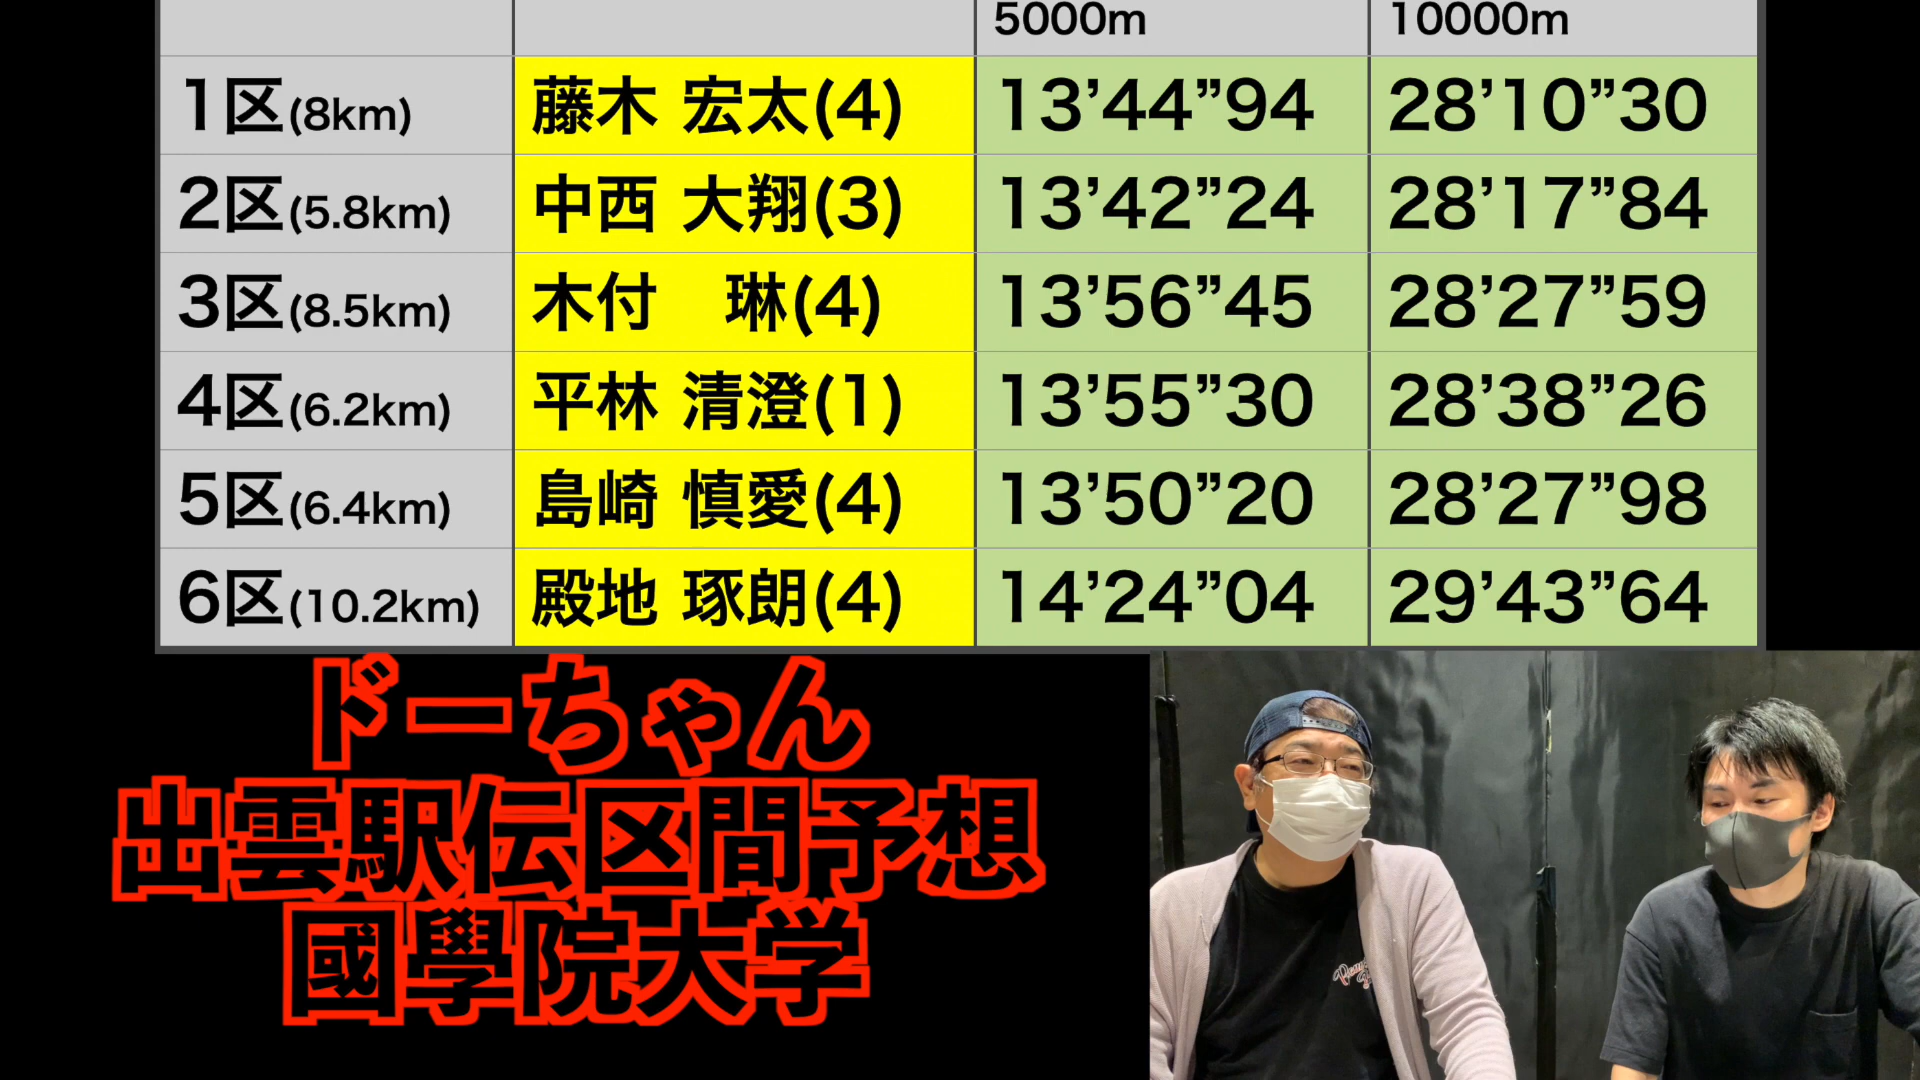 5000m 10000m
1区(8km) 藤木 宏太(4) 13’44”94 28’10”30
2区(5.8km) 中西 大翔(3) 13’42”24 28’17”84
3区(8.5km) 木付　琳(4) 13’56”45 28’27”59
4区(6.2km) 平林 清澄(1) 13’55”30 28’38”26
5区(6.4km) 島崎 慎愛(4) 13’50”20 28’27”98
6区(10.2km) 殿地 琢朗(4) 14’24”04 29’43”64
ドーちゃん
出雲駅伝区間予想
國學院大学